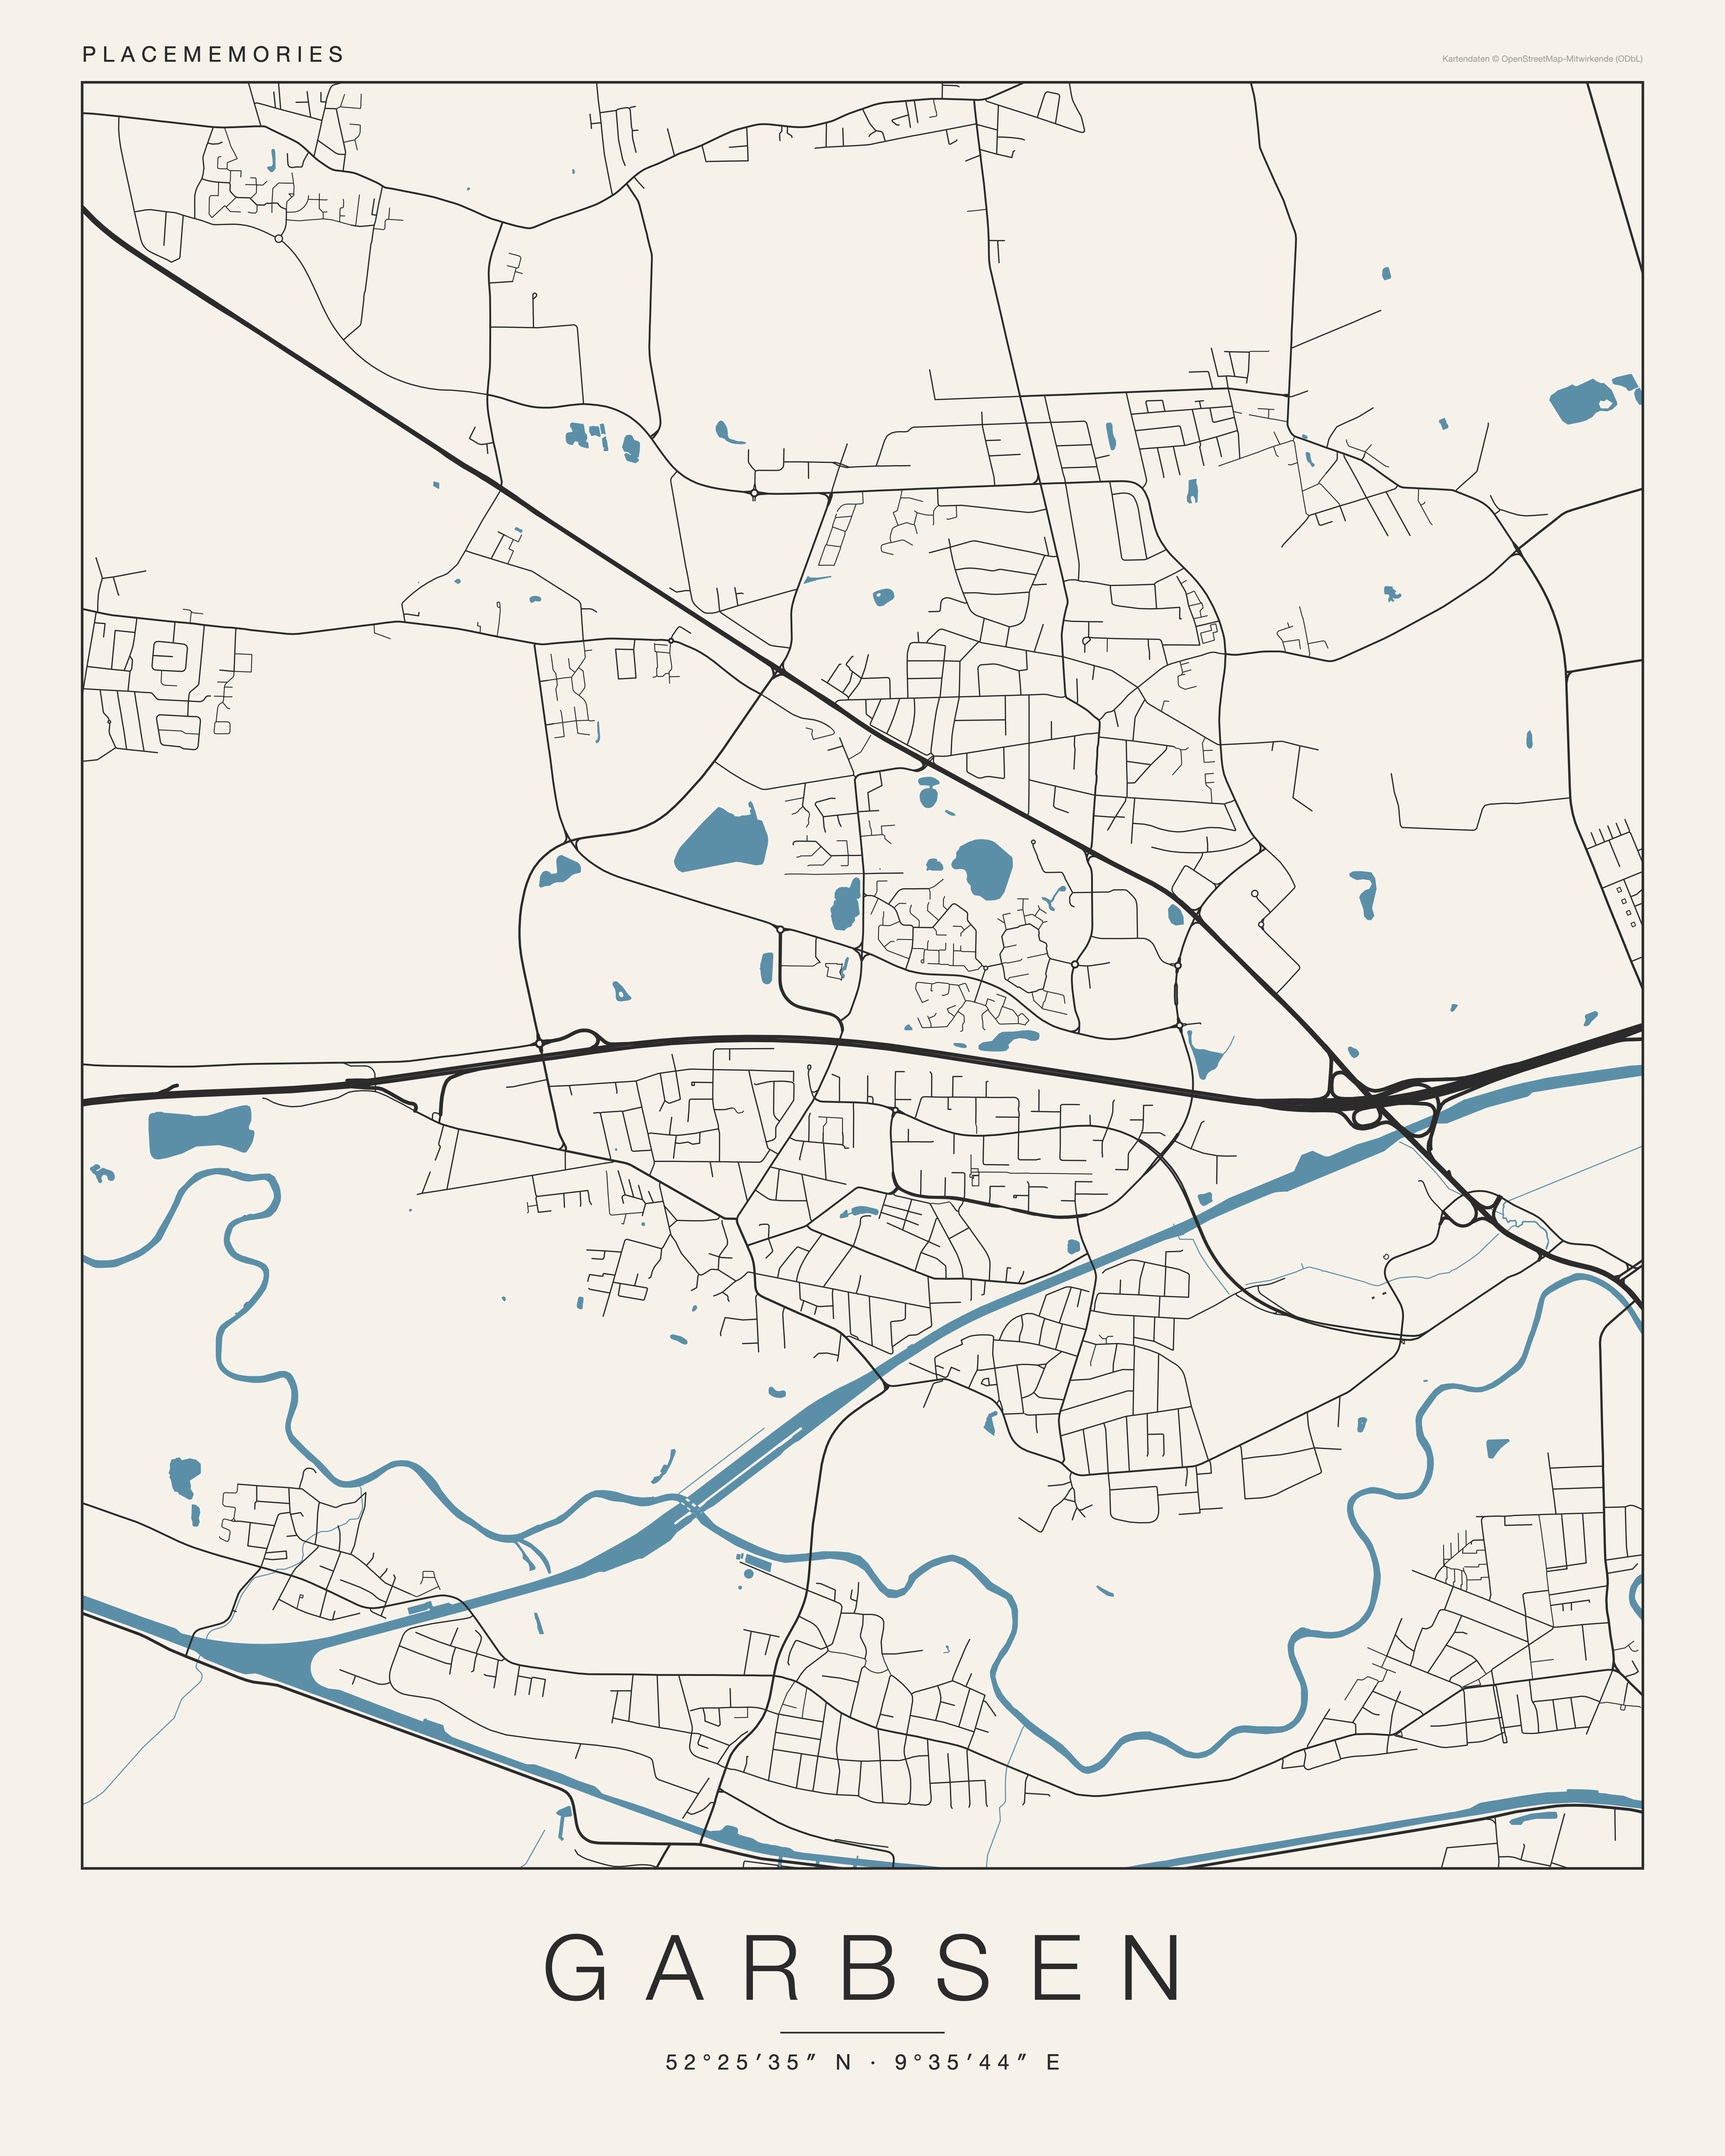 PLACEMEMORIES
Kartendaten © OpenStreetMap-Mitwirkende (ODbL)
GARBSEN
52°25′35″ N · 9°35′44″ E